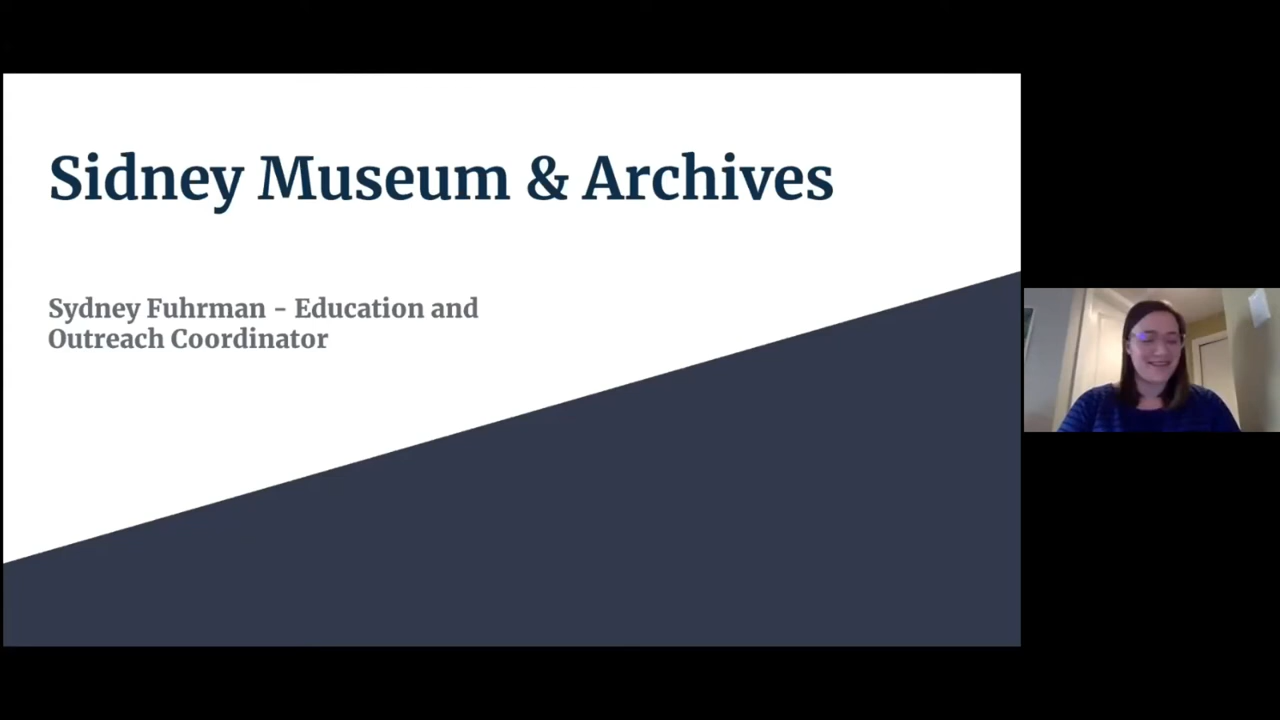 Sidney Museum & Archives
Sydney Fuhrman - Education and
Outreach Coordinator